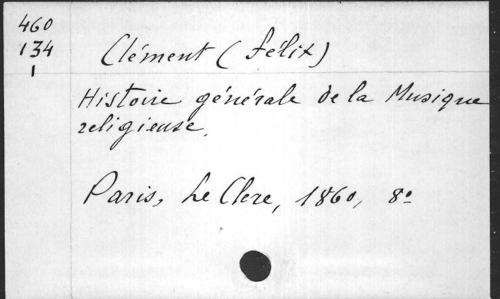 460
134
1
Clément (Félix)
Histoire générale de la Musique
religieuse.
Paris, Le Clere, 1860, 8º